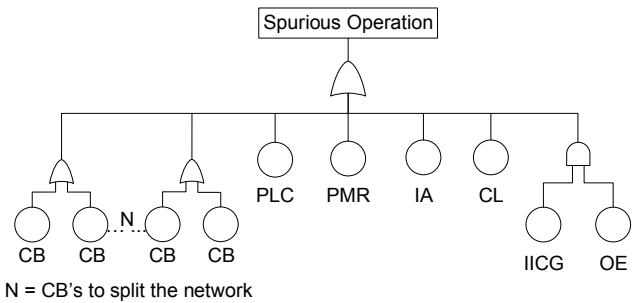 Spurious Operation
PLC PMR IA CL
N
CB CB CB CB
IICG OE
N = CB's to split the network